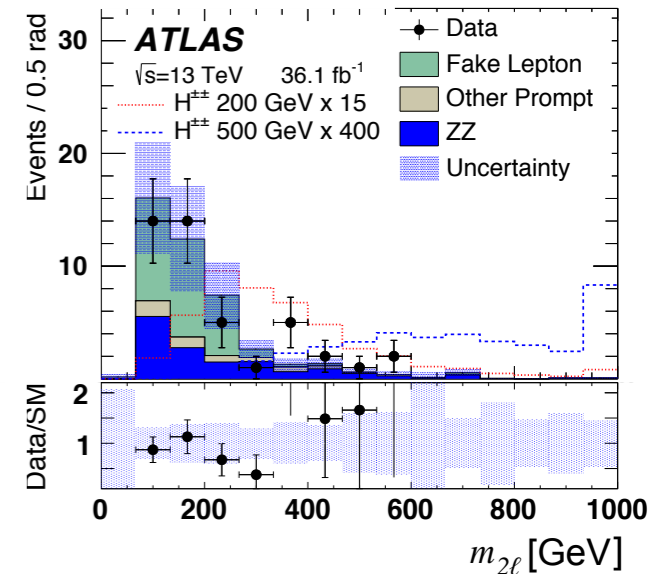 Events / 0.5 rad
30
20
10
ATLAS
√s=13 TeV 36.1 fb⁻¹
H±± 200 GeV x 15
H±± 500 GeV x 400
Data
Fake Lepton
Other Prompt
ZZ
Uncertainty
Data/SM
2
1
0 200 400 600 800 1000
m2ℓ [GeV]